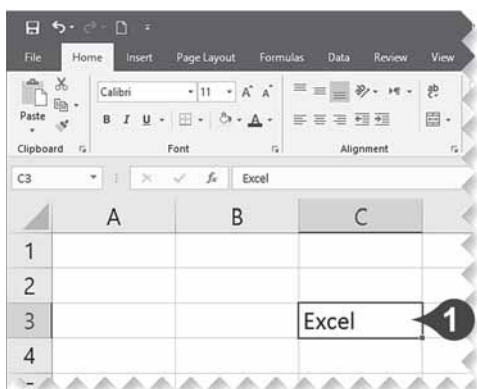 File Home Insert Page Layout Formulas Data Review View
Calibri 11 A A
ab
Paste B I U A
Clipboard Font Alignment
C3 fx Excel
A B C
1
2
3 Excel 1
4